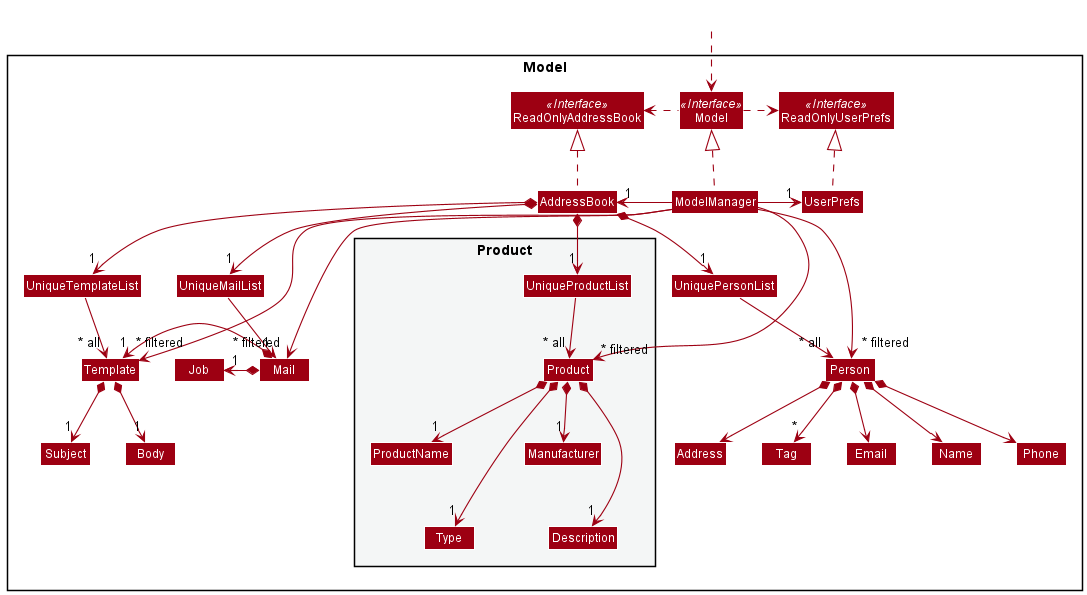 Model
«Interface»
ReadOnlyAddressBook
«Interface»
Model
«Interface»
ReadOnlyUserPrefs
AddressBook
1
ModelManager
1
UserPrefs
Product
1
UniqueTemplateList
1
UniqueMailList
1
UniqueProductList
1
UniquePersonList
* all
1
* filtered
* filtered
1
* all
* filtered
* all
* filtered
Template
Job
1
Mail
Product
Person
1
Subject
1
Body
1
ProductName
1
Manufacturer
Address
*
Tag
Email
Name
Phone
1
Type
1
Description